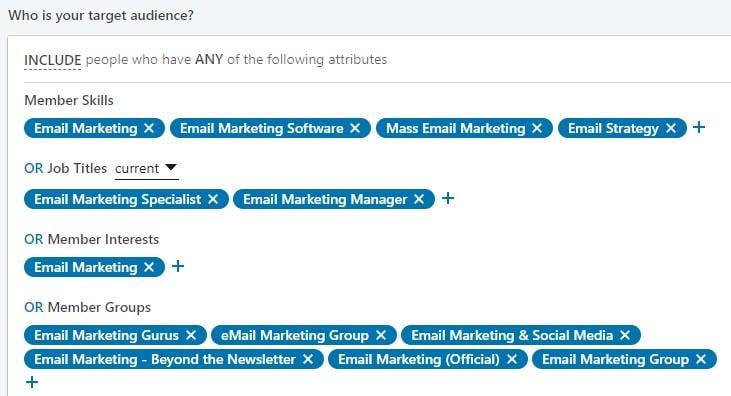 Who is your target audience?
INCLUDE people who have ANY of the following attributes
Member Skills
Email Marketing × Email Marketing Software × Mass Email Marketing × Email Strategy × +
OR Job Titles current
Email Marketing Specialist × Email Marketing Manager × +
OR Member Interests
Email Marketing × +
OR Member Groups
Email Marketing Gurus × eMail Marketing Group × Email Marketing & Social Media ×
Email Marketing - Beyond the Newsletter × Email Marketing (Official) × Email Marketing Group ×
+